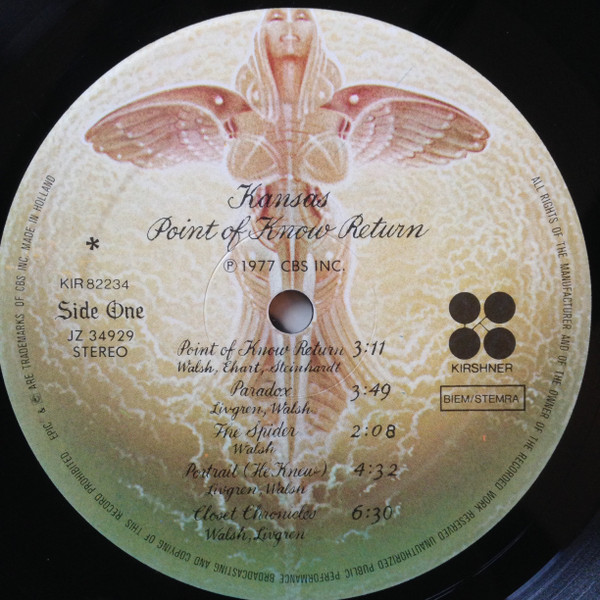 Kansas
Point of Know Return
℗ 1977 CBS INC.
*
KIR 82234
Side One
JZ 34929
STEREO
Point of Know Return 3:11
Walsh, Ehart, Steinhardt
Paradox 3:49
Livgren, Walsh
The Spider 2:08
Walsh
Portrait (He Knew) 4:32
Livgren, Walsh
Closet Chronicles 6:30
Walsh, Livgren
KIRSHNER
BIEM/STEMRA
ALL RIGHTS OF THE MANUFACTURER AND OF THE OWNER OF THE RECORDED WORK RESERVED UNAUTHORIZED PUBLIC PERFORMANCE BROADCASTING AND COPYING OF THIS RECORD PROHIBITED EPIC & ARE TRADEMARKS OF CBS INC. MADE IN HOLLAND